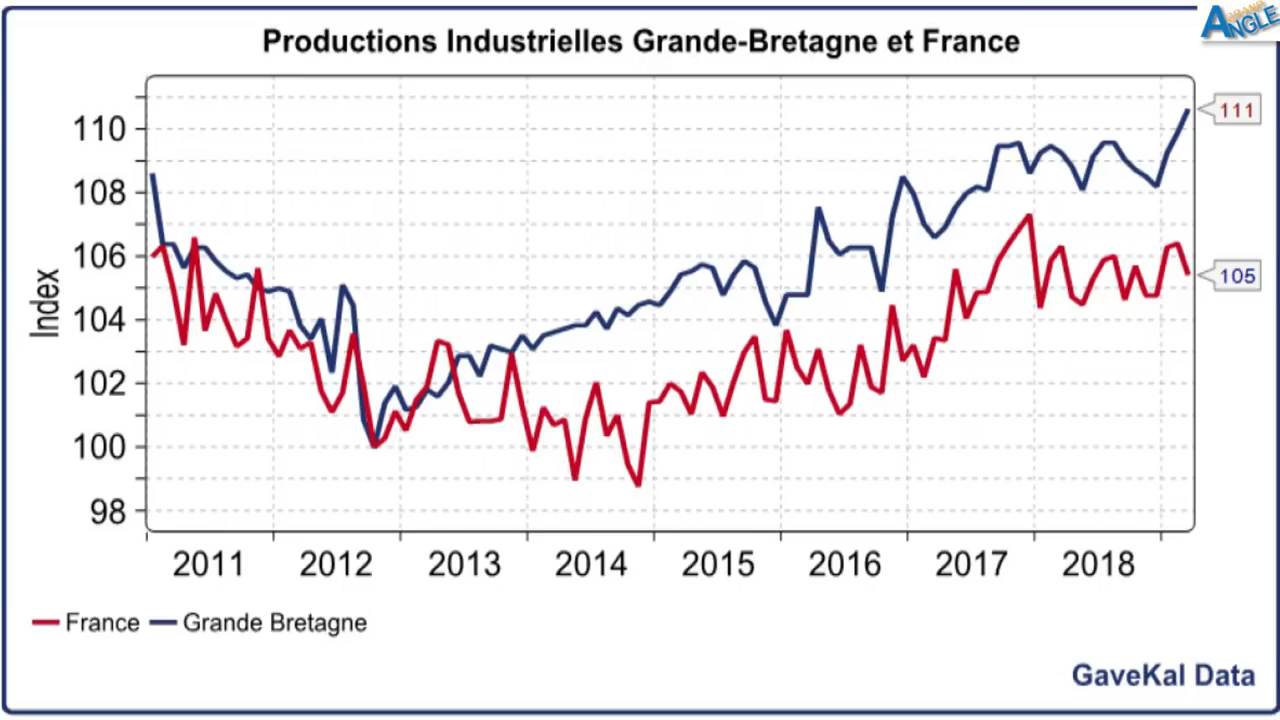 GRAND
ANGLE
Productions Industrielles Grande-Bretagne et France
Index
110
108
106
104
102
100
98
111
105
2011 2012 2013 2014 2015 2016 2017 2018
France Grande Bretagne
GaveKal Data